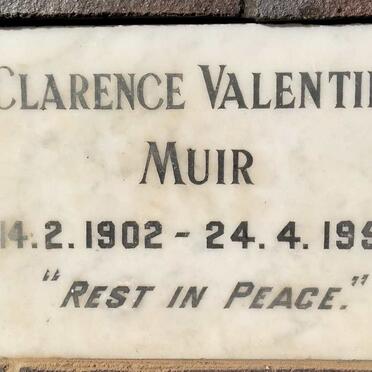 CLARENCE VALENTI
MUIR
14.2.1902 - 24.4.19
"REST IN PEACE."